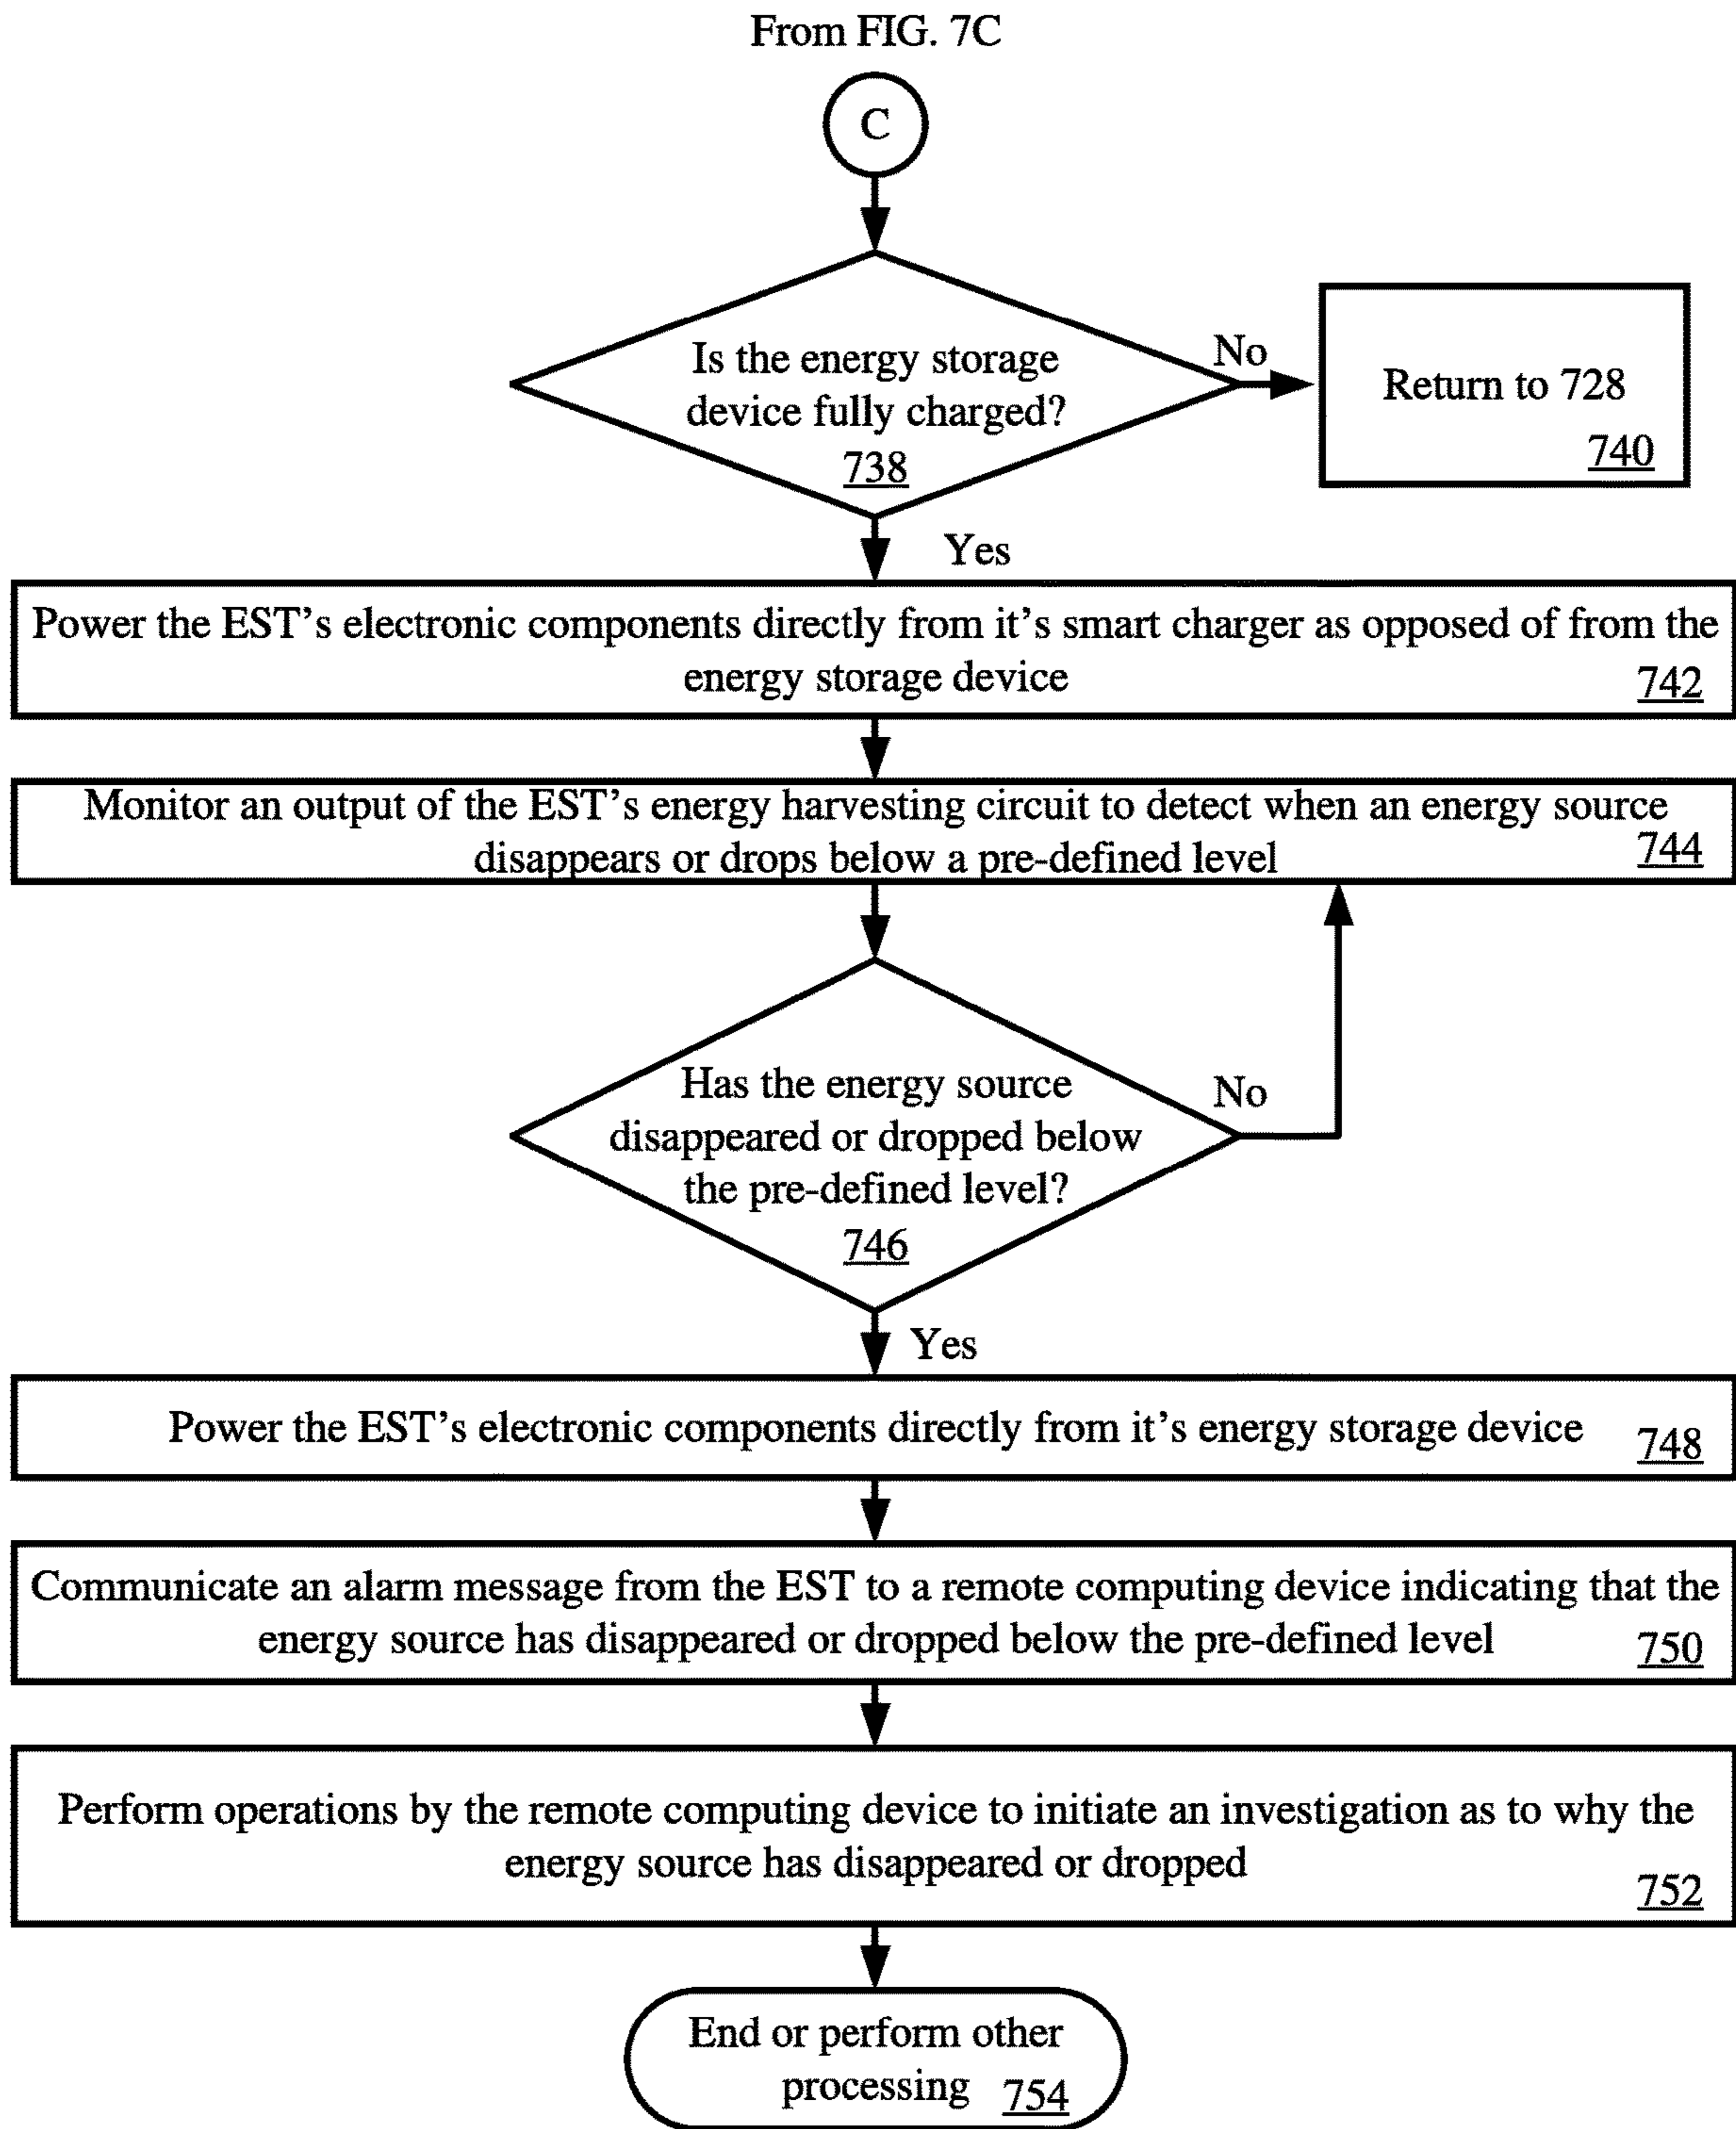 From FIG. 7C
C
Is the energy storage
device fully charged?
738
No
Return to 728
740
Yes
Power the EST's electronic components directly from it's smart charger as opposed of from the
energy storage device
742
Monitor an output of the EST's energy harvesting circuit to detect when an energy source
disappears or drops below a pre-defined level
744
Has the energy source
disappeared or dropped below
the pre-defined level?
746
No
Yes
Power the EST's electronic components directly from it's energy storage device
748
Communicate an alarm message from the EST to a remote computing device indicating that the
energy source has disappeared or dropped below the pre-defined level
750
Perform operations by the remote computing device to initiate an investigation as to why the
energy source has disappeared or dropped
752
End or perform other
processing 754